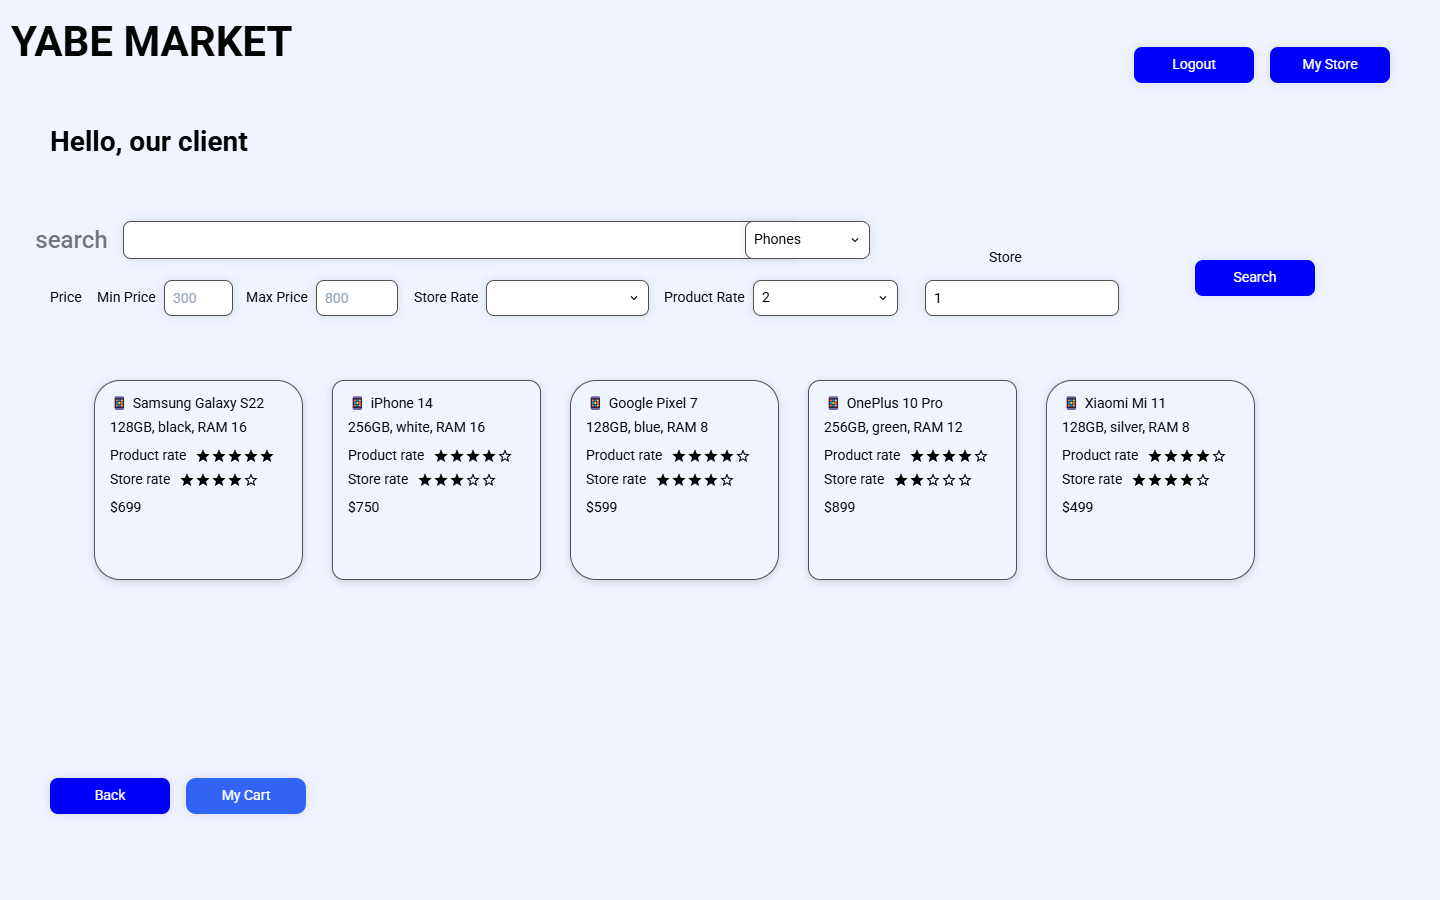 YABE MARKET
Logout
My Store
Hello, our client
search
Phones
Store
Search
Price Min Price 300 Max Price 800 Store Rate Product Rate 2 1
Samsung Galaxy S22
128GB, black, RAM 16
Product rate
Store rate
$699
iPhone 14
256GB, white, RAM 16
Product rate
Store rate
$750
Google Pixel 7
128GB, blue, RAM 8
Product rate
Store rate
$599
OnePlus 10 Pro
256GB, green, RAM 12
Product rate
Store rate
$899
Xiaomi Mi 11
128GB, silver, RAM 8
Product rate
Store rate
$499
Back
My Cart